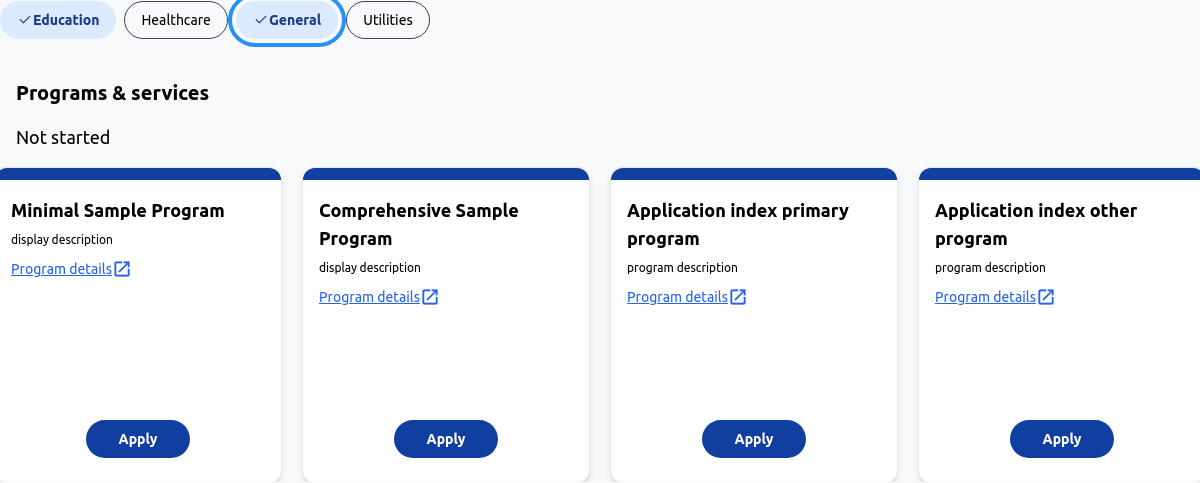 Education Healthcare General Utilities
Programs & services
Not started
Minimal Sample Program
display description
Program details
Apply
Comprehensive Sample
Program
display description
Program details
Apply
Application index primary
program
program description
Program details
Apply
Application index other
program
program description
Program details
Apply